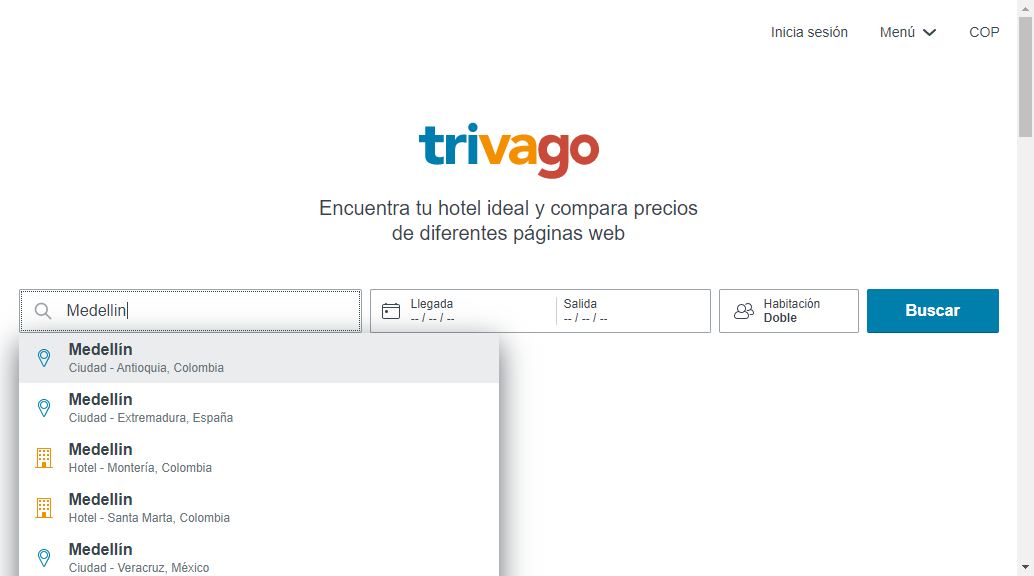 Inicia sesión Menú COP
trivago
Encuentra tu hotel ideal y compara precios
de diferentes páginas web
Medellin
Llegada
-- / -- / --
Salida
-- / -- / --
Habitación
Doble
Buscar
Medellín
Ciudad - Antioquia, Colombia
Medellín
Ciudad - Extremadura, España
Medellin
Hotel - Montería, Colombia
Medellin
Hotel - Santa Marta, Colombia
Medellín
Ciudad - Veracruz, México